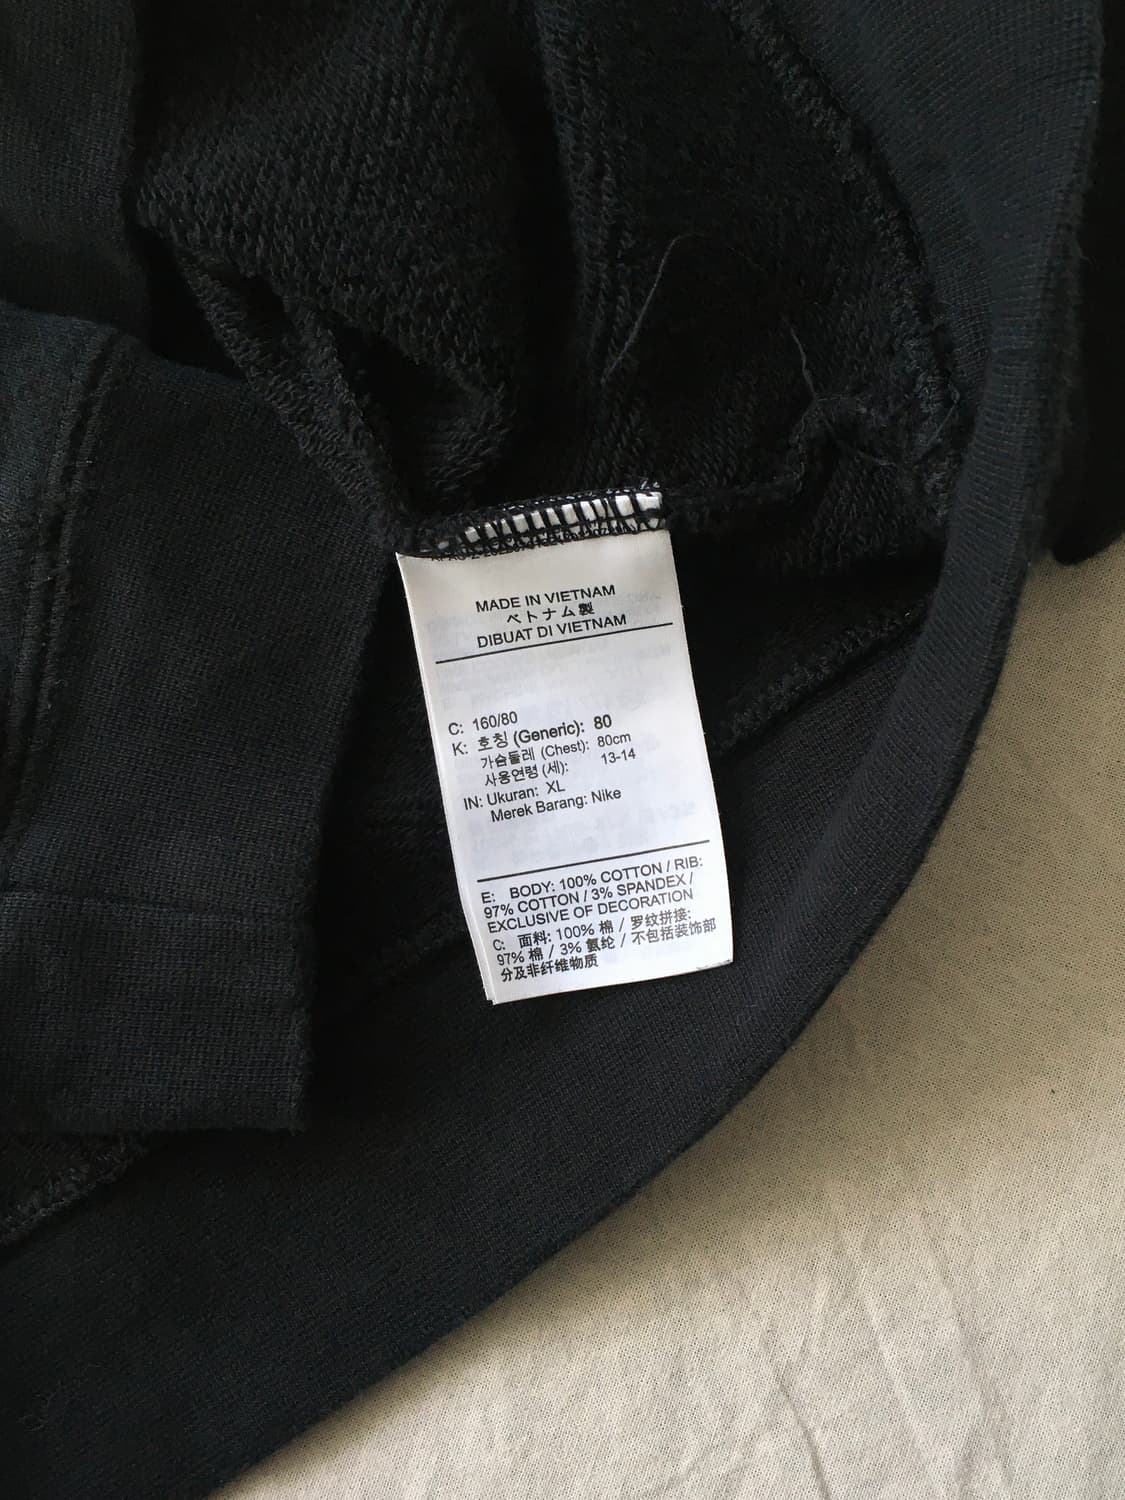 MADE IN VIETNAM
ベトナム製
DIBUAT DI VIETNAM
C: 160/80
K: 호칭 (Generic): 80
가슴둘레 (Chest): 80cm
사용연령 (세): 13-14
IN: Ukuran: XL
Merek Barang: Nike
E: BODY: 100% COTTON / RIB:
97% COTTON / 3% SPANDEX /
EXCLUSIVE OF DECORATION
C: 面料: 100% 棉 / 罗纹拼接:
97% 棉 / 3% 氨纶 / 不包括装饰部
分及非纤维物质